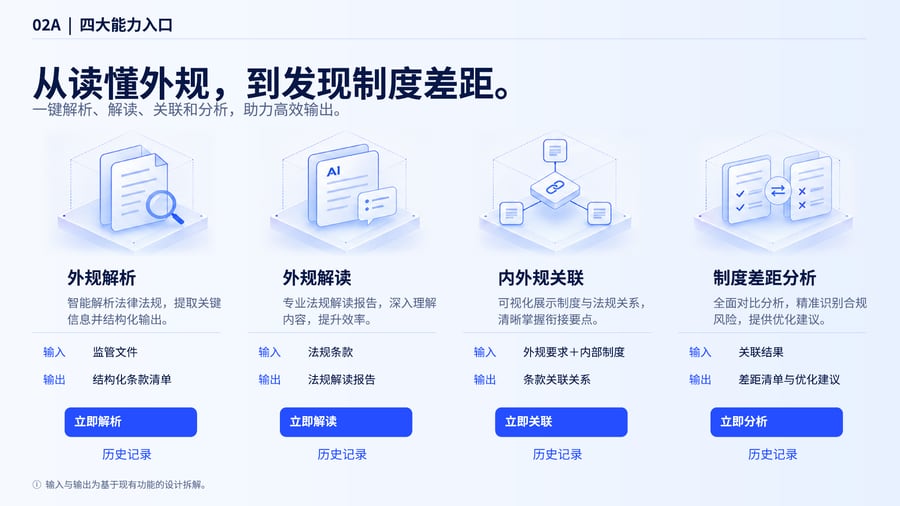 02A | 四大能力入口
从读懂外规，到发现制度差距。
一键解析、解读、关联和分析，助力高效输出。
AI
外规解析
智能解析法律法规，提取关键
信息并结构化输出。
输入 监管文件
输出 结构化条款清单
立即解析
历史记录
外规解读
专业法规解读报告，深入理解
内容，提升效率。
输入 法规条款
输出 法规解读报告
立即解读
历史记录
内外规关联
可视化展示制度与法规关系，
清晰掌握衔接要点。
输入 外规要求＋内部制度
输出 条款关联关系
立即关联
历史记录
制度差距分析
全面对比分析，精准识别合规
风险，提供优化建议。
输入 关联结果
输出 差距清单与优化建议
立即分析
历史记录
ⓘ 输入与输出为基于现有功能的设计拆解。